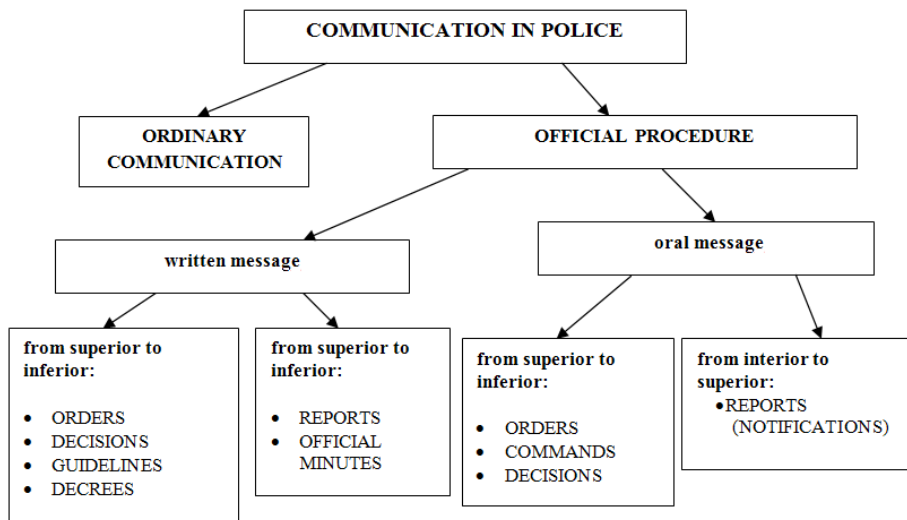 COMMUNICATION IN POLICE
ORDINARY
COMMUNICATION
OFFICIAL PROCEDURE
written message
oral message
from superior to
inferior:
• ORDERS
• DECISIONS
• GUIDELINES
• DECREES
from superior to
inferior:
• REPORTS
• OFFICIAL
MINUTES
from superior to
inferior:
• ORDERS
• COMMANDS
• DECISIONS
from interior to
superior:
•REPORTS
(NOTIFICATIONS)